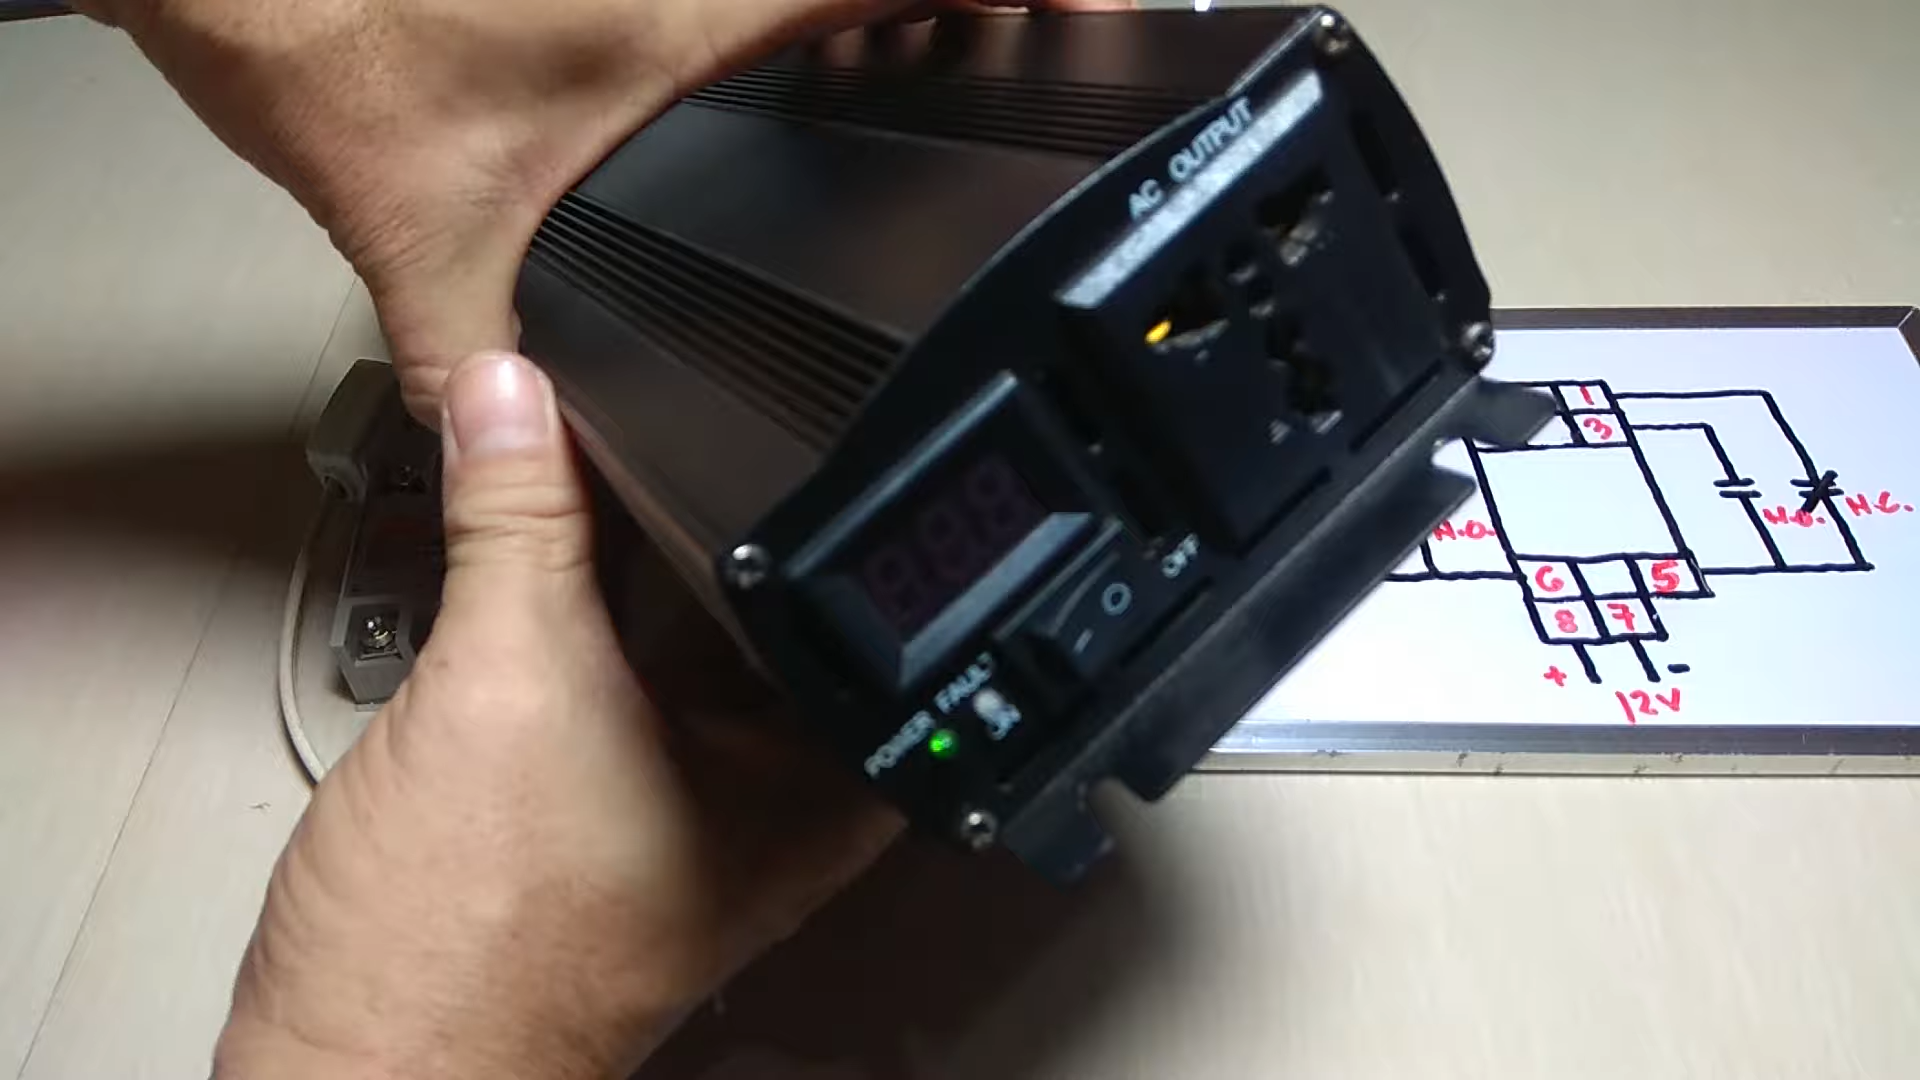 AC OUTPUT
OFF
O
-
POWER FAULT
1
3
N.O.
N.O.
N.C.
6
5
8
7
+
-
12V